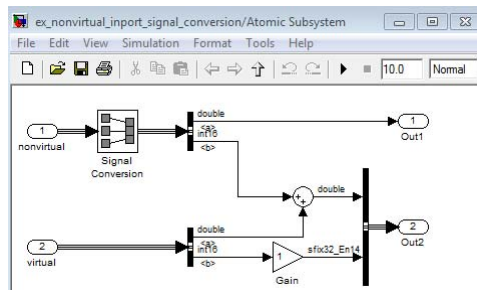 ex_nonvirtual_inport_signal_conversion/Atomic Subsystem
File Edit View Simulation Format Tools Help
10.0 Normal
1
nonvirtual
Signal
Conversion
double
<a>
int16
<b>
1
Out1
double
2
virtual
double
<a>
int16
<b>
1
Gain
sfix32_En14
2
Out2